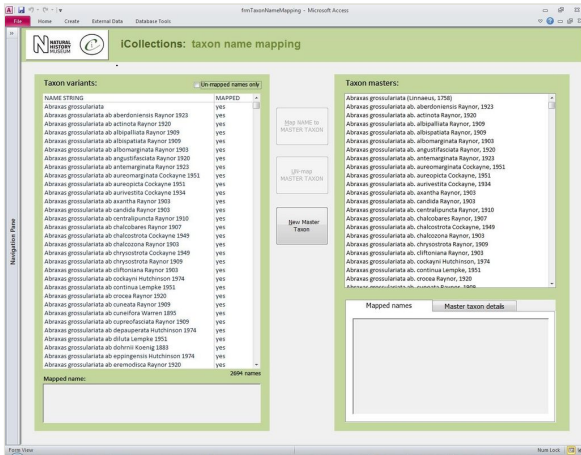 frmTaxonNameMapping - Microsoft Access
File Home Create External Data Database Tools
NATURAL HISTORY MUSEUM
iCollections: taxon name mapping
Taxon variants:
Un-mapped names only
NAME STRING MAPPED
Abraxas grossulariata yes
Abraxas grossulariata ab aberdoniensis Raynor 1923 yes
Abraxas grossulariata ab actinota Raynor 1920 yes
Abraxas grossulariata ab albipalliata Raynor 1909 yes
Abraxas grossulariata ab albispatiata Raynor 1909 yes
Abraxas grossulariata ab albomarginata Raynor 1903 yes
Abraxas grossulariata ab angustifasciata Raynor 1920 yes
Abraxas grossulariata ab antemarginata Raynor 1923 yes
Abraxas grossulariata ab aureomarginata Cockayne 1951 yes
Abraxas grossulariata ab aureopicta Cockayne 1951 yes
Abraxas grossulariata ab aurivestita Cockayne 1934 yes
Abraxas grossulariata ab axantha Raynor 1903 yes
Abraxas grossulariata ab candida Raynor 1903 yes
Abraxas grossulariata ab centralipuncta Raynor 1910 yes
Abraxas grossulariata ab chalcobares Raynor 1907 yes
Abraxas grossulariata ab chalcostrota Cockayne 1949 yes
Abraxas grossulariata ab chalcozona Raynor 1903 yes
Abraxas grossulariata ab chrysostrota Cockayne 1949 yes
Abraxas grossulariata ab chrysostrota Raynor 1909 yes
Abraxas grossulariata ab cliftoniana Raynor 1903 yes
Abraxas grossulariata ab cockayni Hutchinson 1974 yes
Abraxas grossulariata ab continua Lempke 1951 yes
Abraxas grossulariata ab crocea Raynor 1920 yes
Abraxas grossulariata ab cuneata Raynor 1909 yes
Abraxas grossulariata ab cuneifora Warren 1895 yes
Abraxas grossulariata ab cupreofasciata Raynor 1909 yes
Abraxas grossulariata ab depauperata Hutchinson 1974 yes
Abraxas grossulariata ab diluta Lempke 1951 yes
Abraxas grossulariata ab dohrnii Koenig 1883 yes
Abraxas grossulariata ab eppingensis Hutchinson 1974 yes
Abraxas grossulariata ab eremodisca Raynor 1920 yes
2694 names
Mapped name:
Map NAME to
MASTER TAXON
UN-map
MASTER TAXON
New Master
Taxon
Taxon masters:
Abraxas grossulariata (Linnaeus, 1758)
Abraxas grossulariata ab. aberdoniensis Raynor, 1923
Abraxas grossulariata ab. actinota Raynor, 1920
Abraxas grossulariata ab. albipalliata Raynor, 1909
Abraxas grossulariata ab. albispatiata Raynor, 1909
Abraxas grossulariata ab. albomarginata Raynor, 1903
Abraxas grossulariata ab. angustifasciata Raynor, 1920
Abraxas grossulariata ab. antemarginata Raynor, 1923
Abraxas grossulariata ab. aureomarginata Cockayne, 1951
Abraxas grossulariata ab. aureopicta Cockayne, 1951
Abraxas grossulariata ab. aurivestita Cockayne, 1934
Abraxas grossulariata ab. axantha Raynor, 1903
Abraxas grossulariata ab. candida Raynor, 1903
Abraxas grossulariata ab. centralipuncta Raynor, 1910
Abraxas grossulariata ab. chalcobares Raynor, 1907
Abraxas grossulariata ab. chalcostrota Cockayne, 1949
Abraxas grossulariata ab. chalcozona Raynor, 1903
Abraxas grossulariata ab. chrysostrota Raynor, 1909
Abraxas grossulariata ab. cliftoniana Raynor, 1903
Abraxas grossulariata ab. cockayni Hutchinson, 1974
Abraxas grossulariata ab. continua Lempke, 1951
Abraxas grossulariata ab. crocea Raynor, 1920
Abraxas grossulariata ab. cuneata Raynor, 1909
Mapped names Master taxon details
Navigation Pane
Form View Num Lock